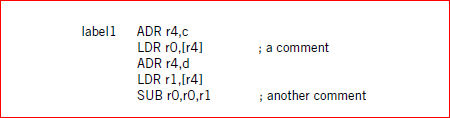 label1 ADR r4,c
LDR r0,[r4] ; a comment
ADR r4,d
LDR r1,[r4]
SUB r0,r0,r1 ; another comment